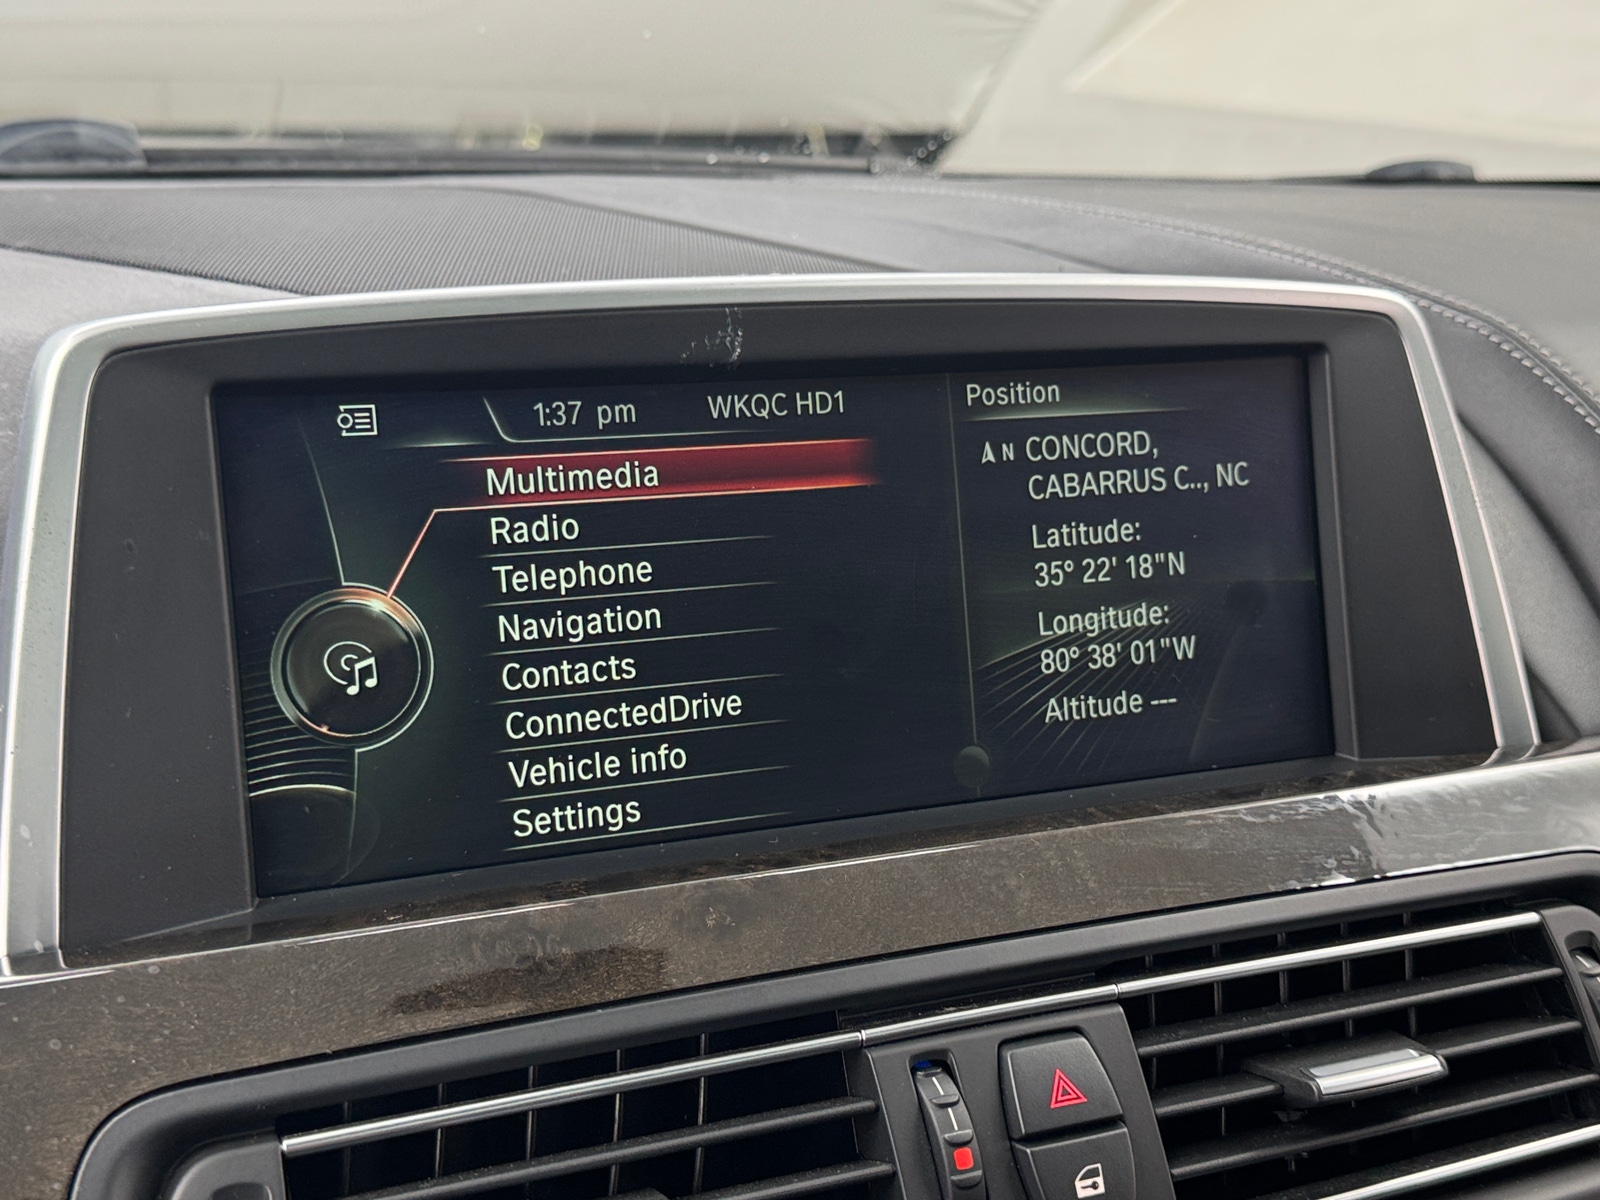 1:37 pm WKQC HD1
Multimedia
Radio
Telephone
Navigation
Contacts
ConnectedDrive
Vehicle info
Settings
Position
N CONCORD,
CABARRUS C.., NC
Latitude:
35° 22' 18"N
Longitude:
80° 38' 01"W
Altitude ---